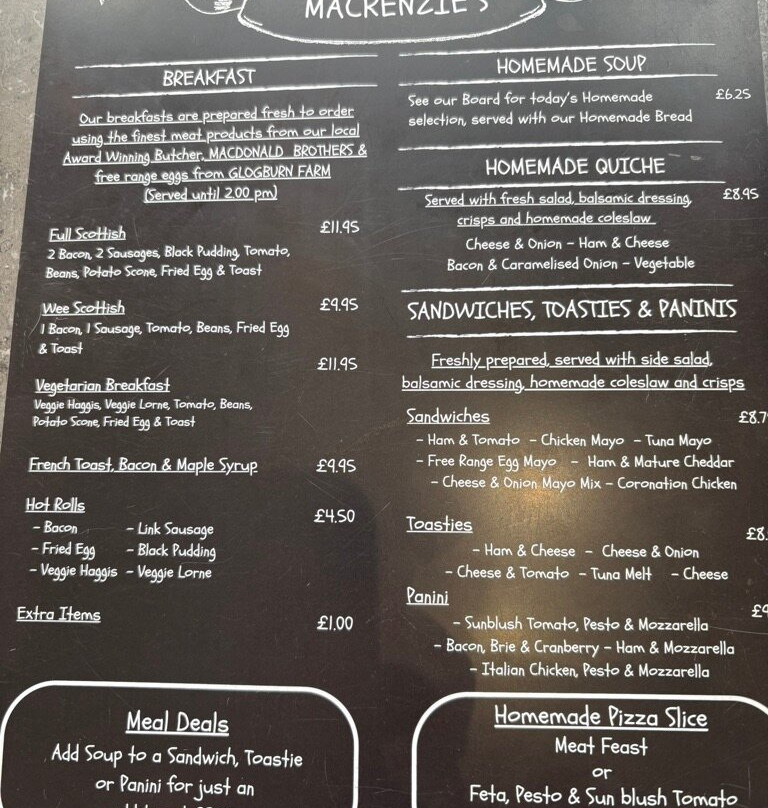 MACKENZIE'S
BREAKFAST
Our breakfasts are prepared fresh to order
using the finest meat products from our local
Award Winning Butcher, MACDONALD BROTHERS &
free range eggs from GLOGBURN FARM
(Served until 2.00 pm)
Full Scottish £11.95
2 Bacon, 2 Sausages, Black Pudding, Tomato,
Beans, Potato Scone, Fried Egg & Toast
Wee Scottish £9.95
1 Bacon, 1 Sausage, Tomato, Beans, Fried Egg
& Toast
£11.95
Vegetarian Breakfast
Veggie Haggis, Veggie Lorne, Tomato, Beans,
Potato Scone, Fried Egg & Toast
French Toast, Bacon & Maple Syrup £9.95
Hot Rolls £4.50
- Bacon - Link Sausage
- Fried Egg - Black Pudding
- Veggie Haggis - Veggie Lorne
Extra Items £1.00
Meal Deals
Add Soup to a Sandwich, Toastie
or Panini for just an
HOMEMADE SOUP
See our Board for today's Homemade £6.25
selection, served with our Homemade Bread
HOMEMADE QUICHE
Served with fresh salad, balsamic dressing, £8.95
crisps and homemade coleslaw
Cheese & Onion - Ham & Cheese
Bacon & Caramelised Onion - Vegetable
SANDWICHES, TOASTIES & PANINIS
Freshly prepared, served with side salad,
balsamic dressing, homemade coleslaw and crisps
Sandwiches £8.7
- Ham & Tomato - Chicken Mayo - Tuna Mayo
- Free Range Egg Mayo - Ham & Mature Cheddar
- Cheese & Onion Mayo Mix - Coronation Chicken
Toasties £8.
- Ham & Cheese - Cheese & Onion
- Cheese & Tomato - Tuna Melt - Cheese
Panini £9
- Sunblush Tomato, Pesto & Mozzarella
- Bacon, Brie & Cranberry - Ham & Mozzarella
- Italian Chicken, Pesto & Mozzarella
Homemade Pizza Slice
Meat Feast
or
Feta, Pesto & Sun blush Tomato